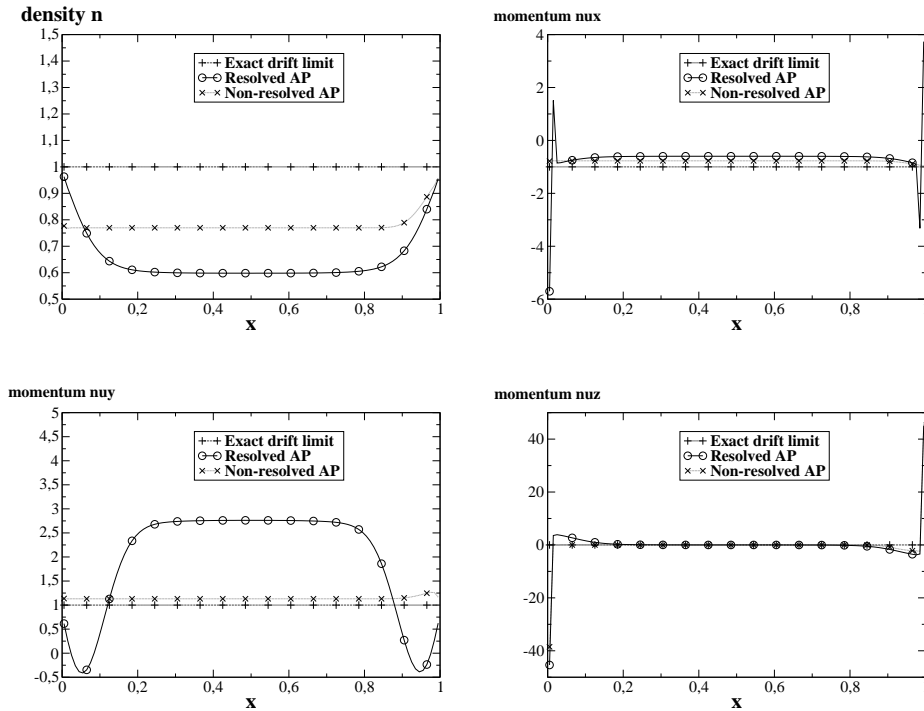 density n
1,5
1,4
1,3
1,2
1,1
1
0,9
0,8
0,7
0,6
0,5
0
0,2
0,4
0,6
0,8
1
x
Exact drift limit
Resolved AP
Non-resolved AP
momentum nux
4
2
0
-2
-4
-6
0
0,2
0,4
0,6
0,8
x
Exact drift limit
Resolved AP
Non-resolved AP
momentum nuy
5
4,5
4
3,5
3
2,5
2
1,5
1
0,5
0
-0,5
0
0,2
0,4
0,6
0,8
1
x
Exact drift limit
Resolved AP
Non-resolved AP
momentum nuz
40
20
0
-20
-40
0
0,2
0,4
0,6
0,8
x
Exact drift limit
Resolved AP
Non-resolved AP